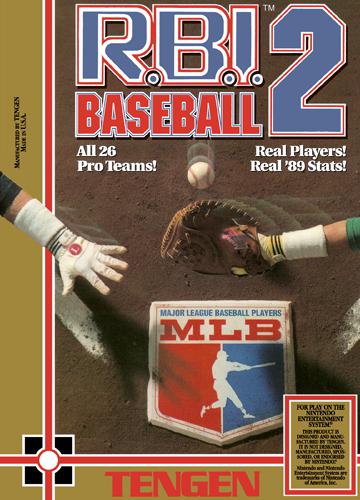 R.B.I. 2
™
BASEBALL
All 26
Pro Teams!
Real Players!
Real '89 Stats!
MANUFACTURED BY TENGEN
MADE IN U.S.A.
MAJOR LEAGUE BASEBALL PLAYERS
MLB
FOR PLAY ON THE
NINTENDO
ENTERTAINMENT
SYSTEM®
THIS PRODUCT IS
DESIGNED AND MANU-
FACTURED BY TENGEN.
IT IS NOT DESIGNED,
MANUFACTURED, SPON-
SORED, OR ENDORSED
BY NINTENDO.
Nintendo and Nintendo
Entertainment System are
trademarks of Nintendo
of America, Inc.
TENGEN